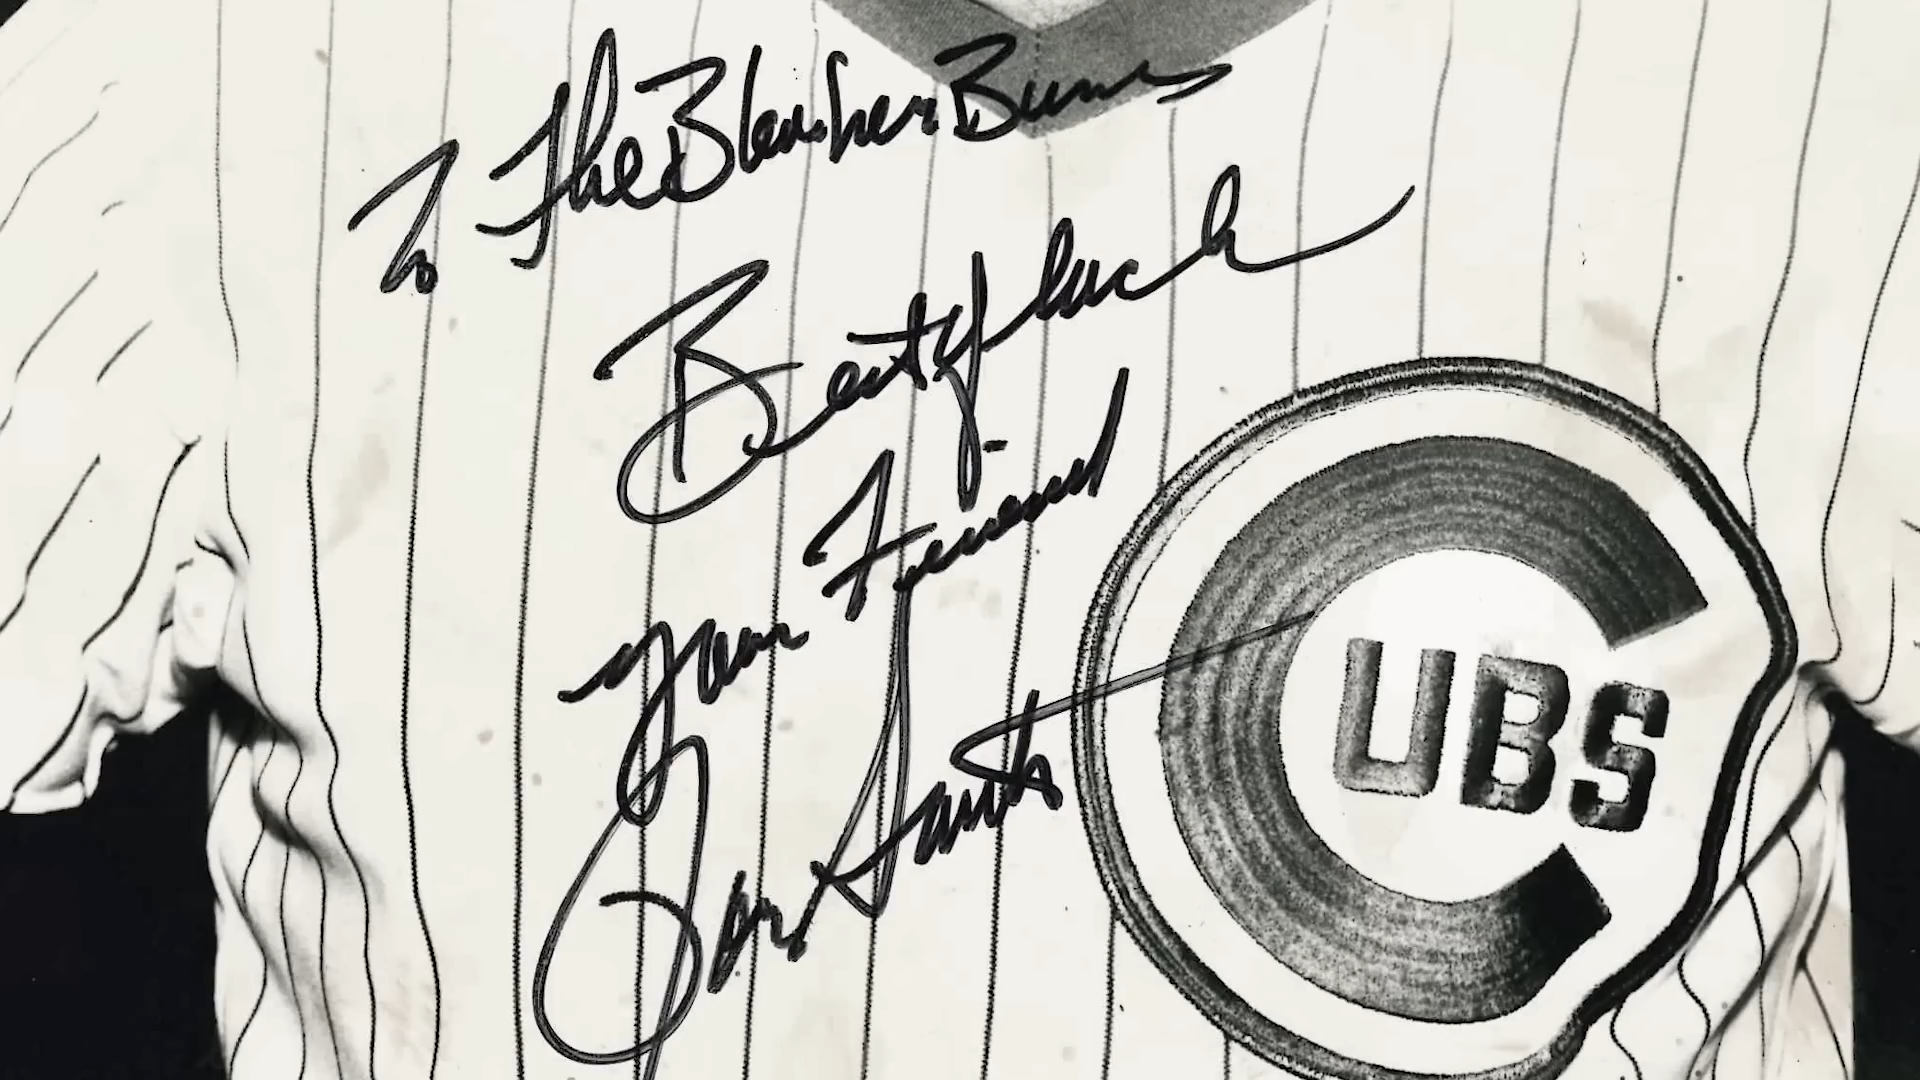 To The Bleacher Bums
Best of luck
Your Friend
Ron Santo
CUBS